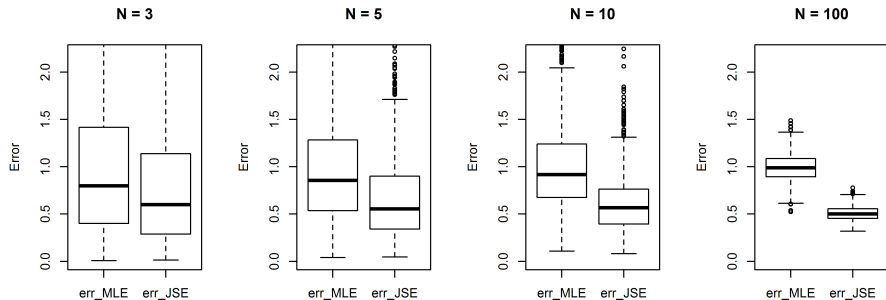 N = 3
Error
0.0 0.5 1.0 1.5 2.0
err_MLE err_JSE
N = 5
Error
0.0 0.5 1.0 1.5 2.0
err_MLE err_JSE
N = 10
Error
0.0 0.5 1.0 1.5 2.0
err_MLE err_JSE
N = 100
Error
0.0 0.5 1.0 1.5 2.0
err_MLE err_JSE